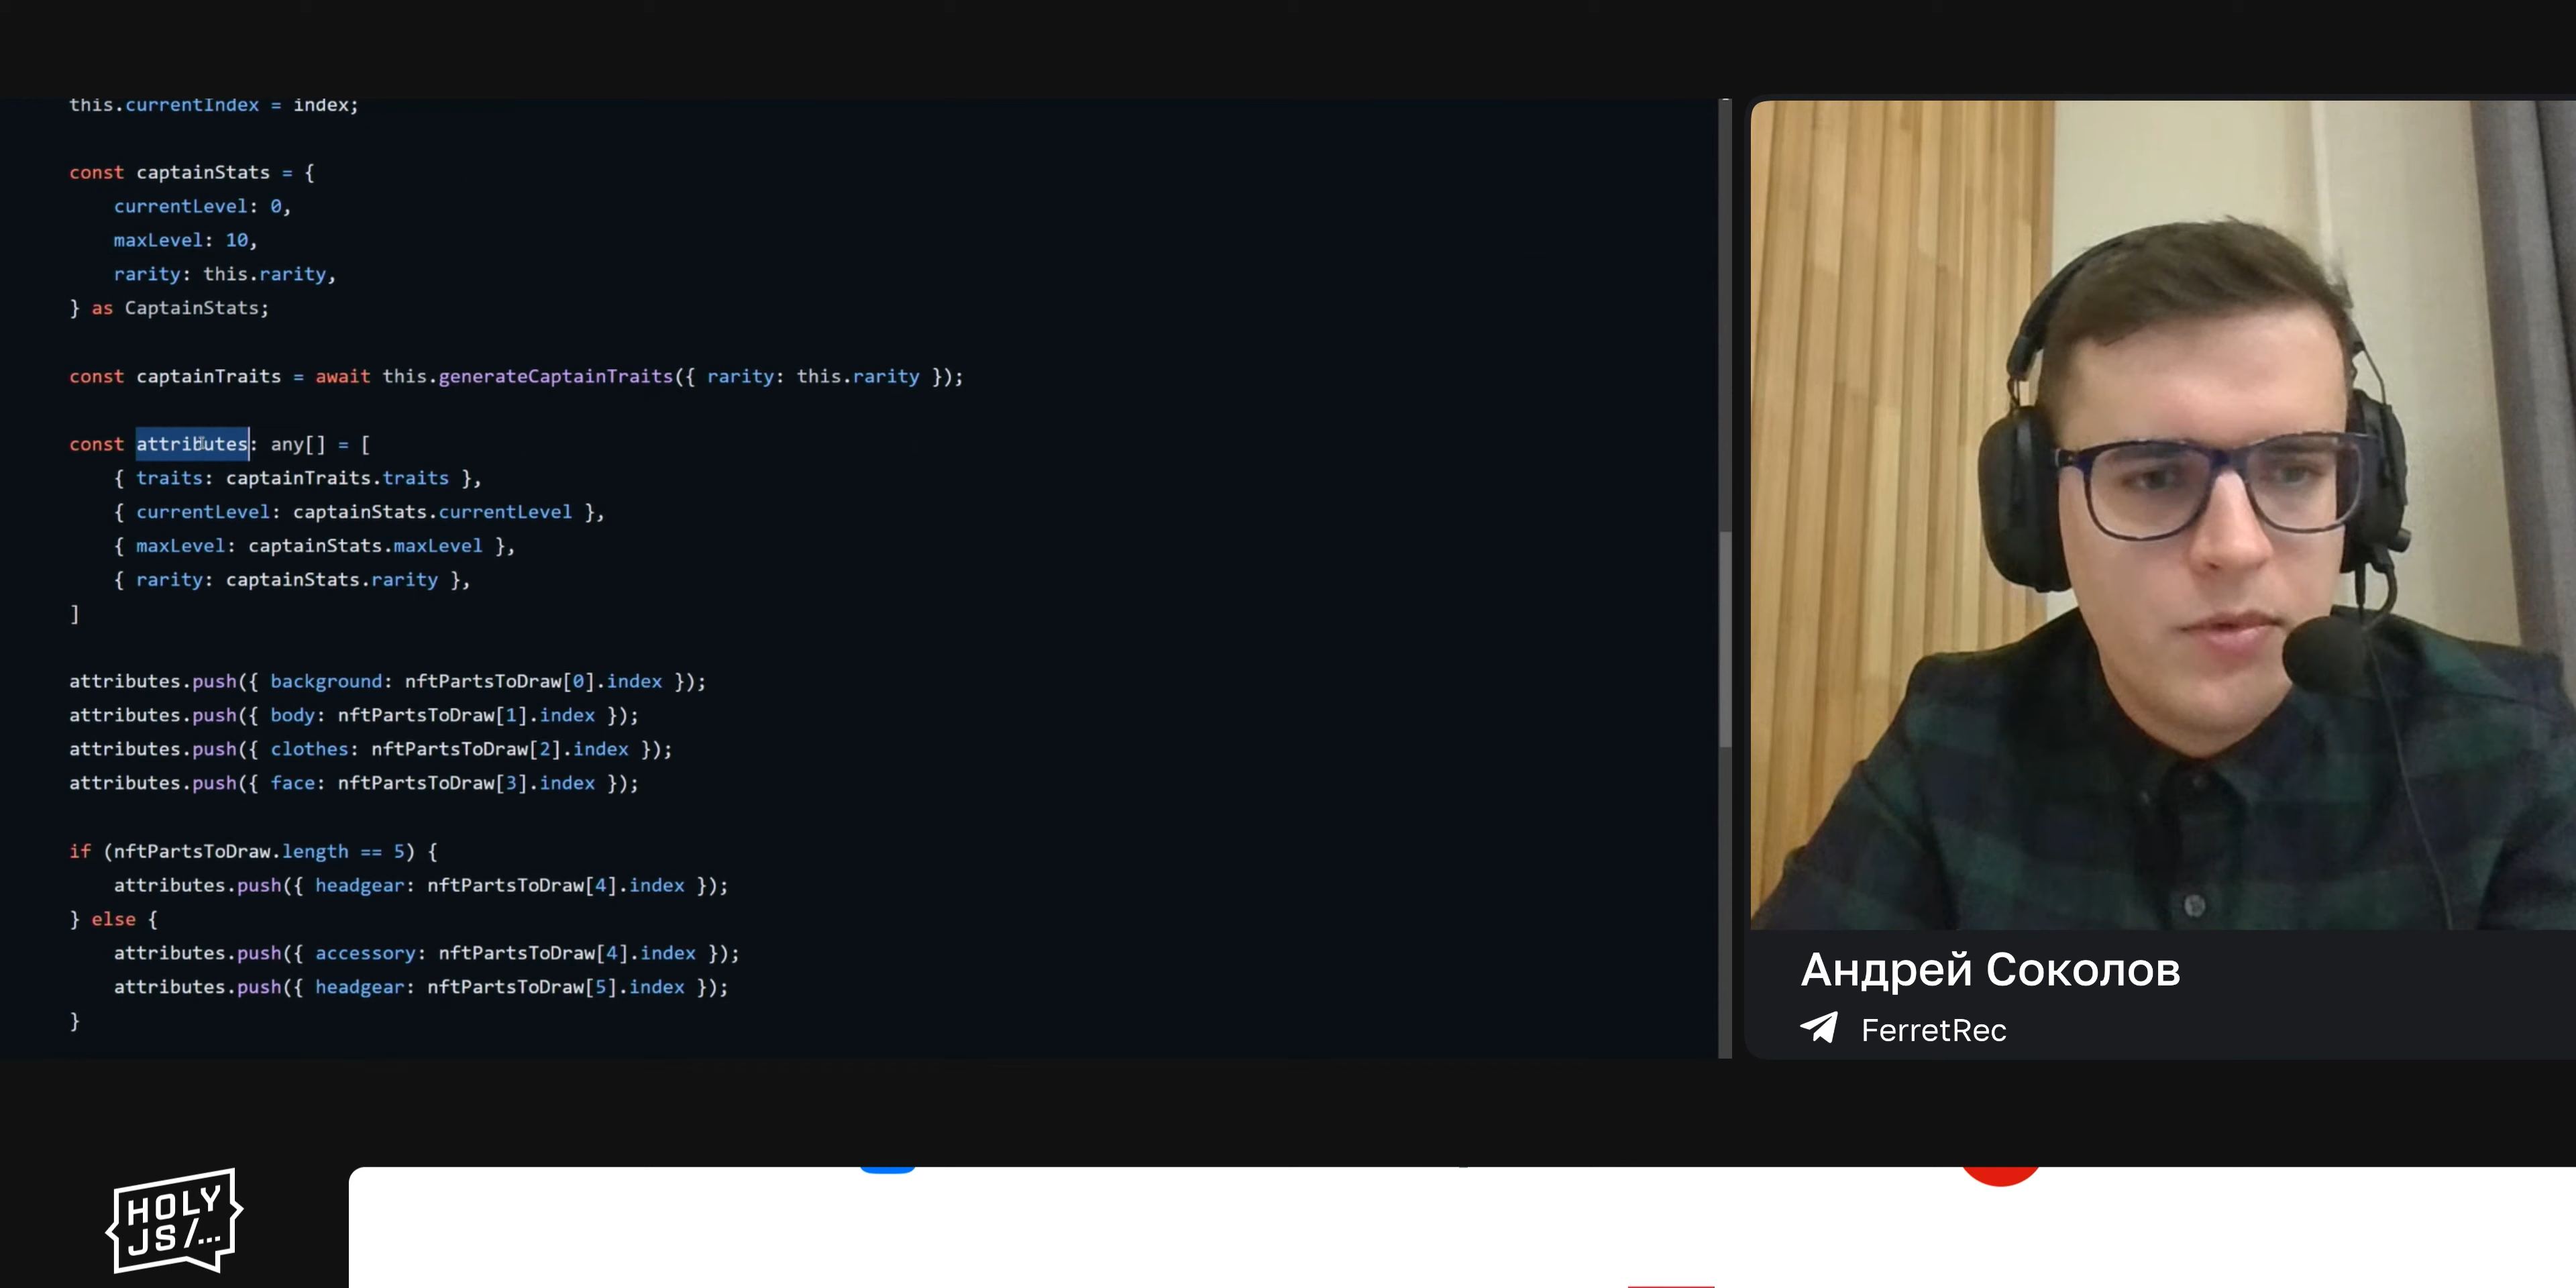 this.currentIndex = index;
const captainStats = {
currentLevel: 0,
maxLevel: 10,
rarity: this.rarity,
} as CaptainStats;
const captainTraits = await this.generateCaptainTraits({ rarity: this.rarity });
const attributes: any[] = [
{ traits: captainTraits.traits },
{ currentLevel: captainStats.currentLevel },
{ maxLevel: captainStats.maxLevel },
{ rarity: captainStats.rarity },
]
attributes.push({ background: nftPartsToDraw[0].index });
attributes.push({ body: nftPartsToDraw[1].index });
attributes.push({ clothes: nftPartsToDraw[2].index });
attributes.push({ face: nftPartsToDraw[3].index });
if (nftPartsToDraw.length == 5) {
attributes.push({ headgear: nftPartsToDraw[4].index });
} else {
attributes.push({ accessory: nftPartsToDraw[4].index });
attributes.push({ headgear: nftPartsToDraw[5].index });
}
Андрей Соколов
FerretRec
HOLY
JS/...